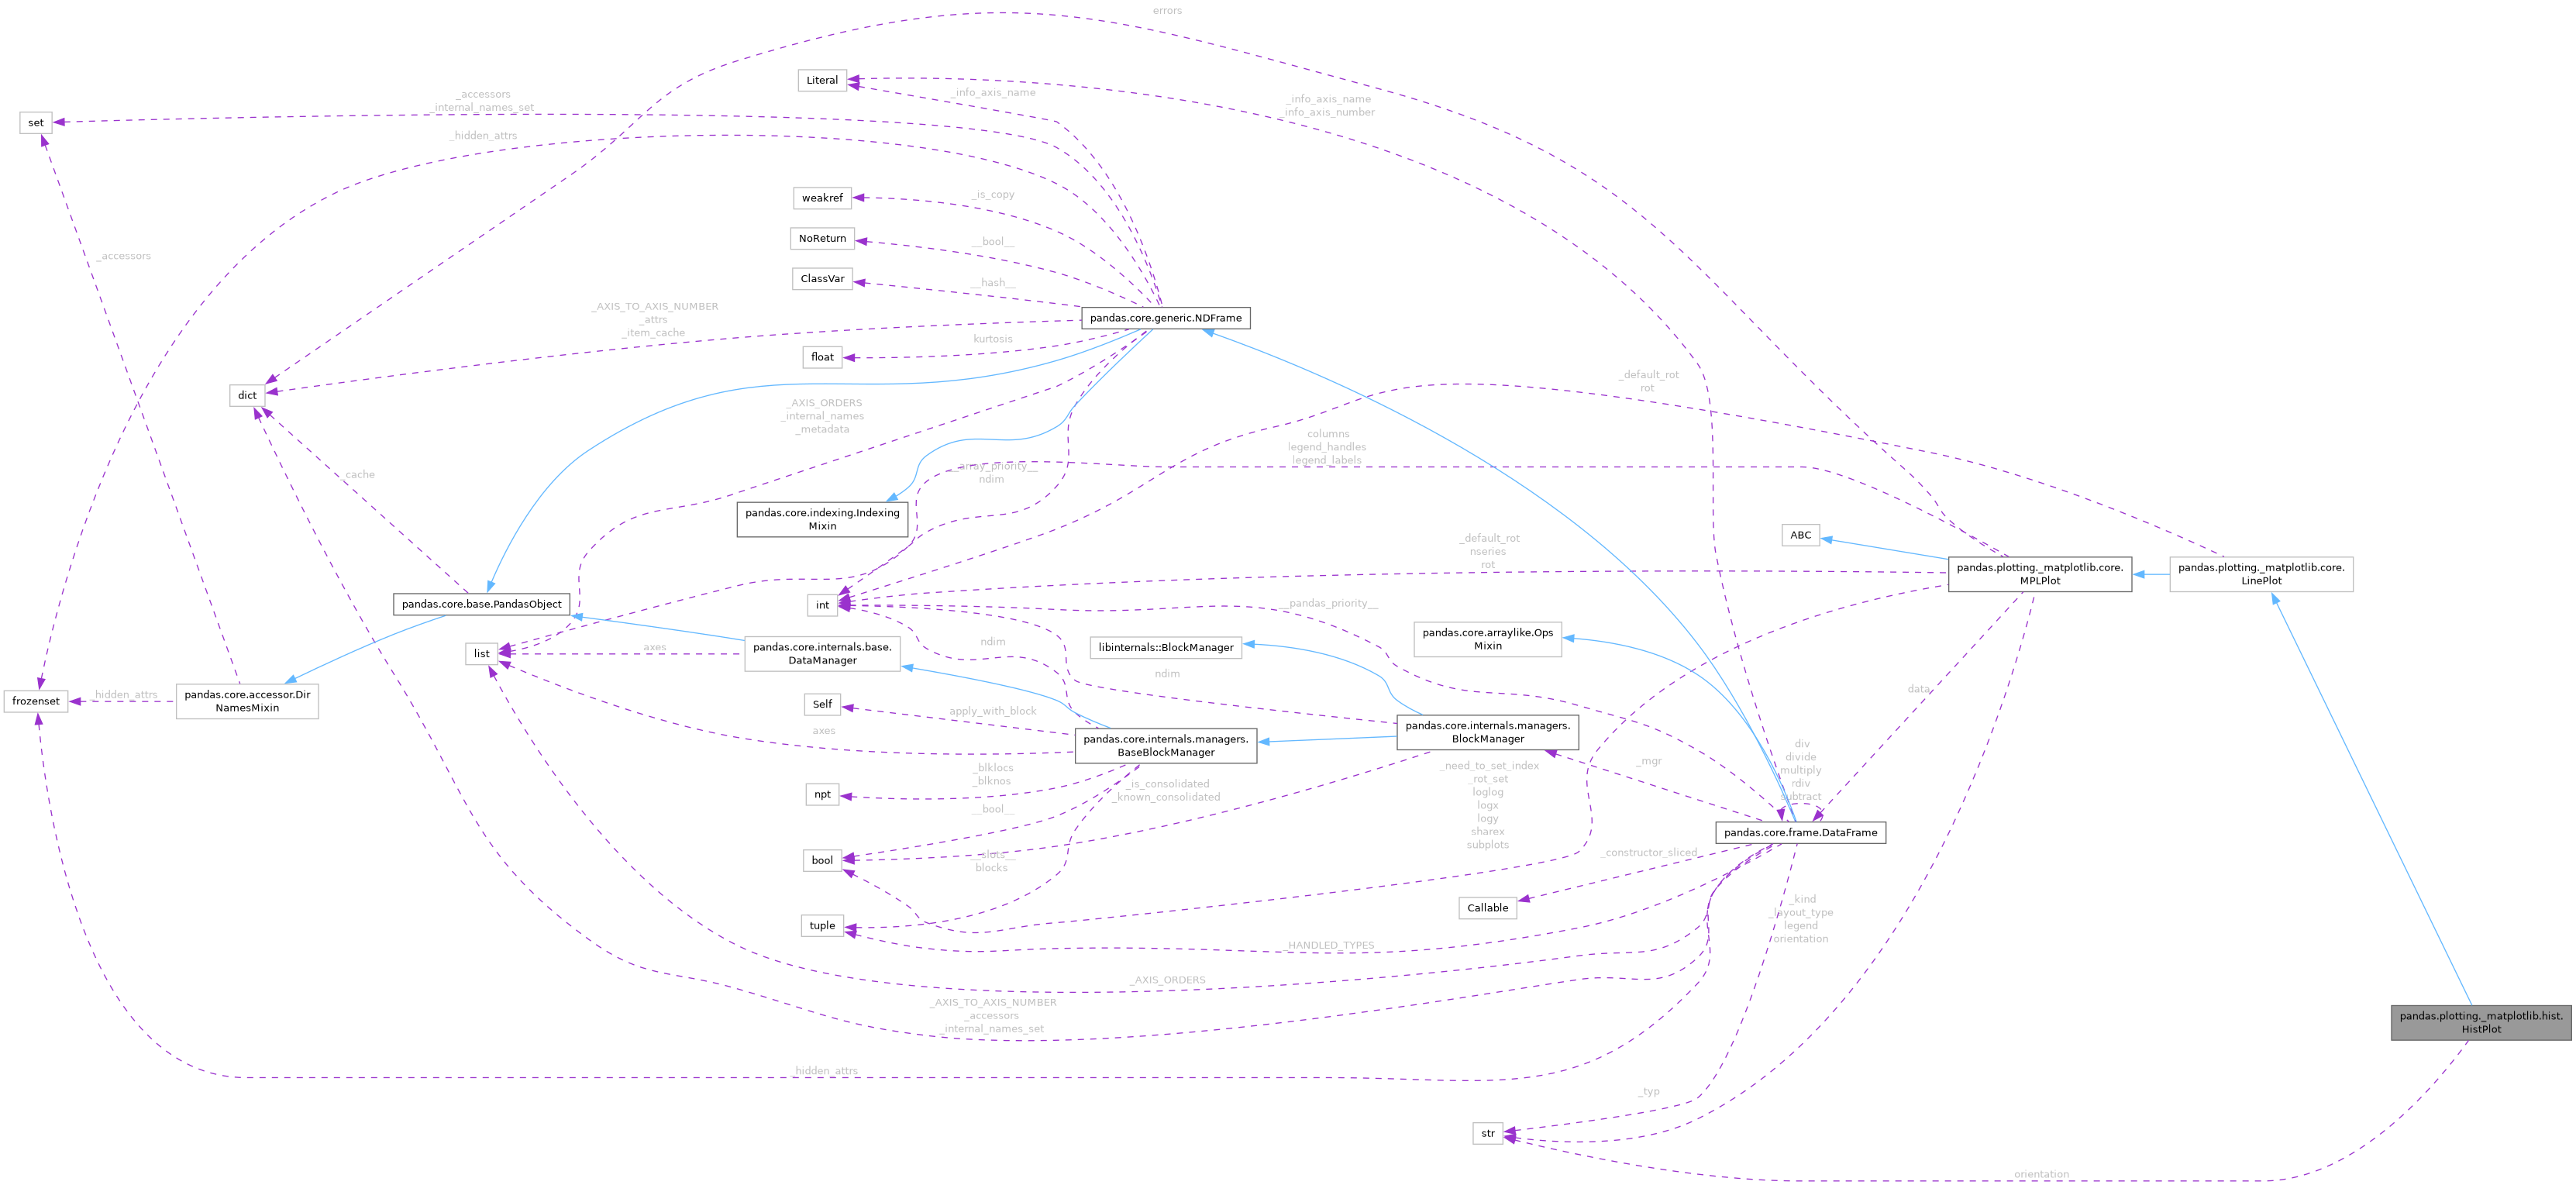 errors
Literal
_accessors
_internal_names_set
_info_axis_name
_info_axis_name
info_axis_number
set
_hidden_attrs
weakref
_is_copy
NoReturn
__bool__
_accessors
ClassVar
__hash__
_AXIS_TO_AXIS_NUMBER
_attrs
_item_cache
pandas.core.generic.NDFrame
kurtosis
float
_default_rot
rot
dict
_AXIS_ORDERS
_internal_names
_metadata
columns
legend_handles
legend_labels
__array_priority__
ndim
_cache
pandas.core.indexing.Indexing
Mixin
ABC
_default_rot
nseries
rot
pandas.plotting._matplotlib.core.
MPLPlot
pandas.plotting._matplotlib.core.
LinePlot
pandas.core.base.PandasObject
int
__pandas_priority__
pandas.core.arraylike.Ops
Mixin
list
axes
pandas.core.internals.base.
DataManager
ndim
libinternals::BlockManager
ndim
data
frozenset
_hidden_attrs
pandas.core.accessor.Dir
NamesMixin
Self
apply_with_block
axes
pandas.core.internals.managers.
BaseBlockManager
pandas.core.internals.managers.
BlockManager
div
divide
multiply
rdiv
subtract
_mgr
_blklocs
_blknos
npt
_is_consolidated
_known_consolidated
__bool__
_need_to_set_index
_rot_set
loglog
logx
logy
sharex
subplots
pandas.core.frame.DataFrame
bool
__slots__
blocks
_constructor_sliced
Callable
_kind
_layout_type
legend
orientation
tuple
_HANDLED_TYPES
_AXIS_ORDERS
_AXIS_TO_AXIS_NUMBER
_accessors
_internal_names_set
pandas.plotting._matplotlib.hist.
HistPlot
_hidden_attrs
_typ
str
orientation